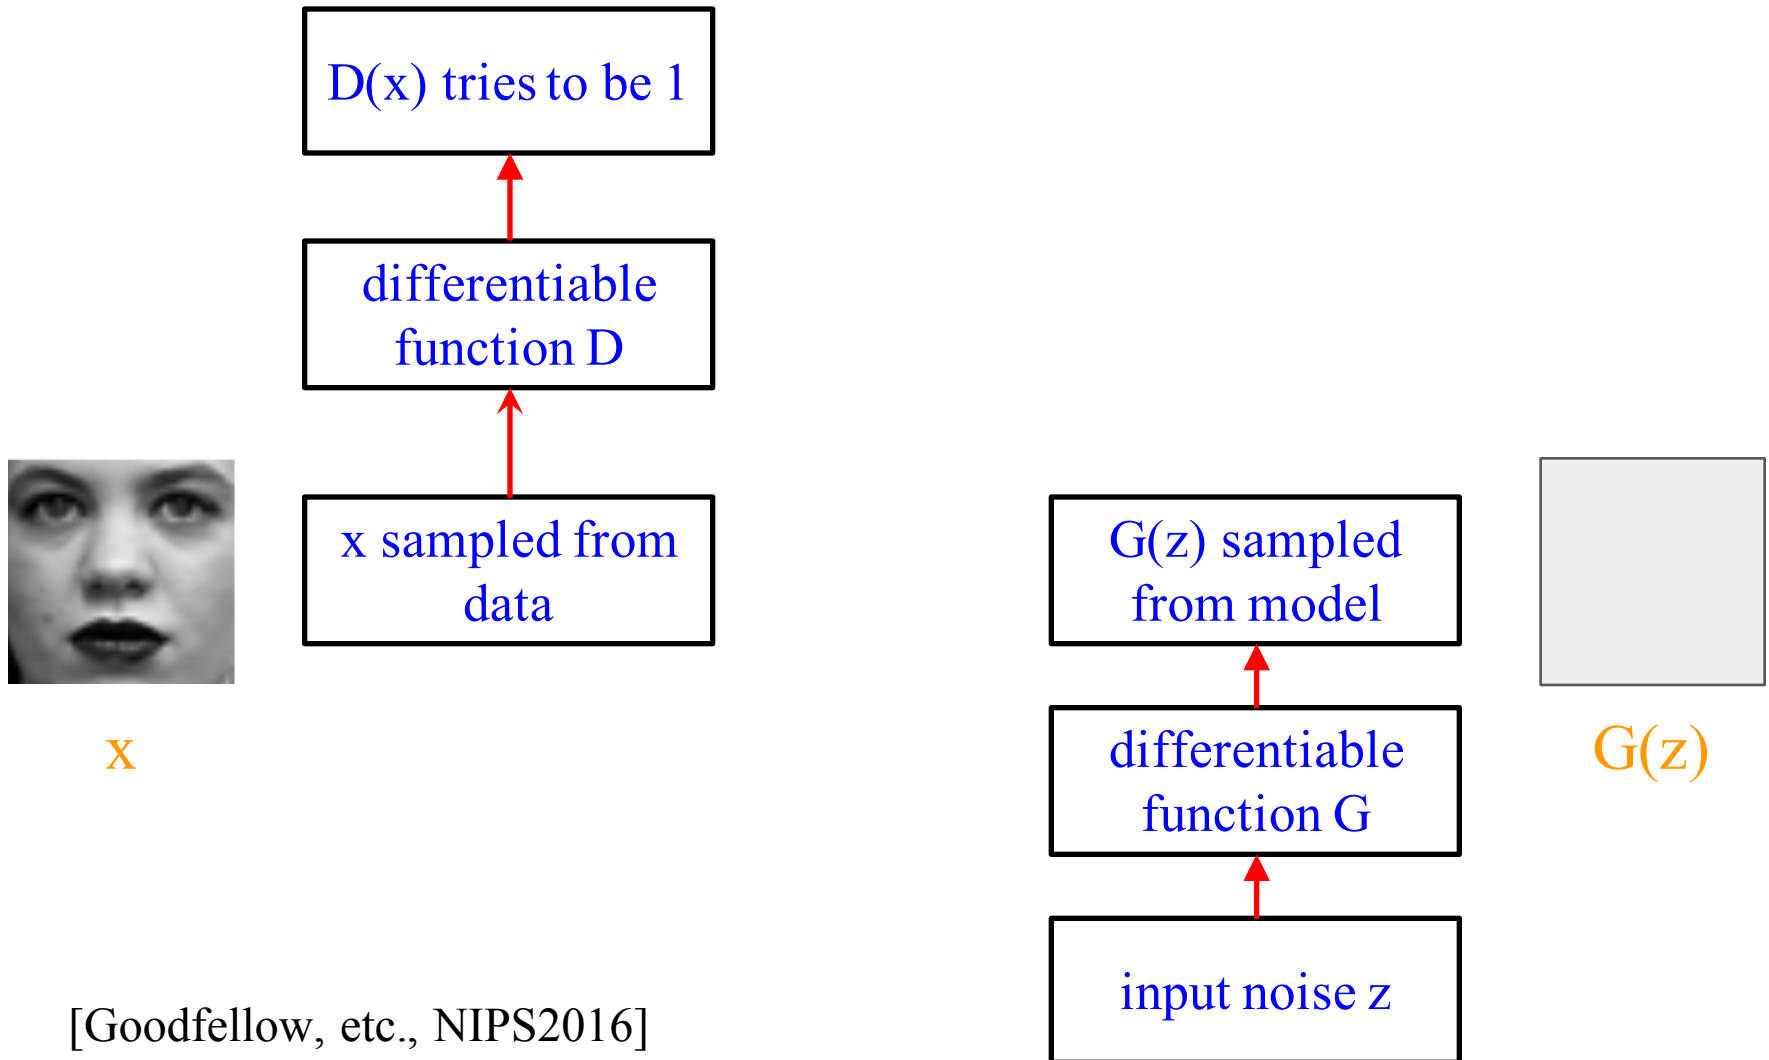 D(x) tries to be 1
differentiable
function D
x sampled from
data
x
G(z) sampled
from model
differentiable
function G
input noise z
G(z)
[Goodfellow, etc., NIPS2016]